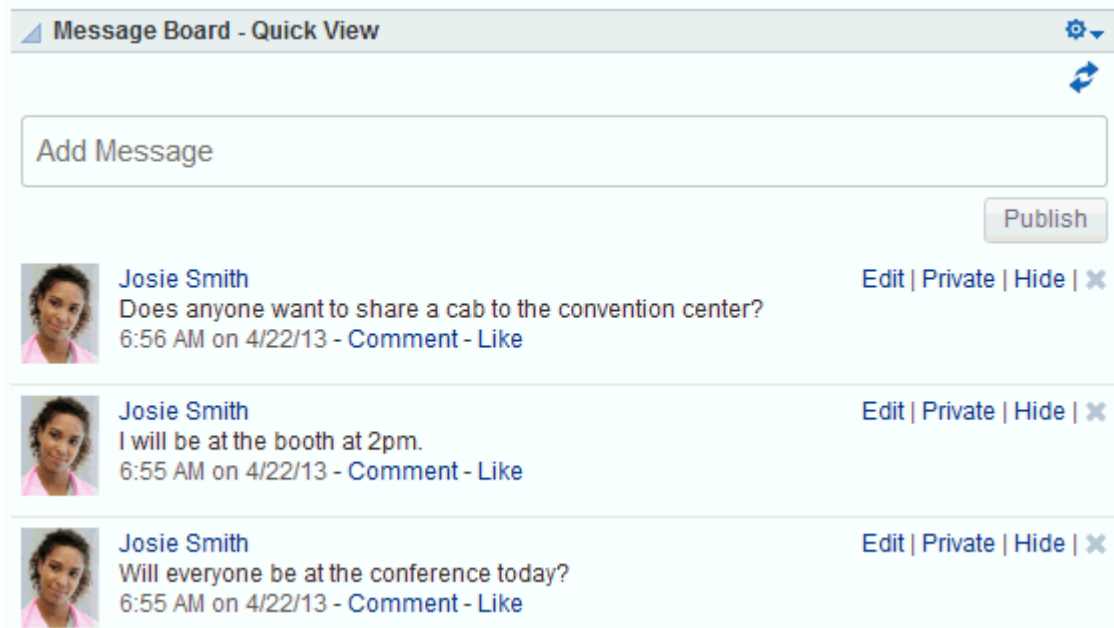 Message Board - Quick View
Add Message
Publish
Josie Smith
Edit | Private | Hide |
Does anyone want to share a cab to the convention center?
6:56 AM on 4/22/13 - Comment - Like
Josie Smith
Edit | Private | Hide |
I will be at the booth at 2pm.
6:55 AM on 4/22/13 - Comment - Like
Josie Smith
Edit | Private | Hide |
Will everyone be at the conference today?
6:55 AM on 4/22/13 - Comment - Like